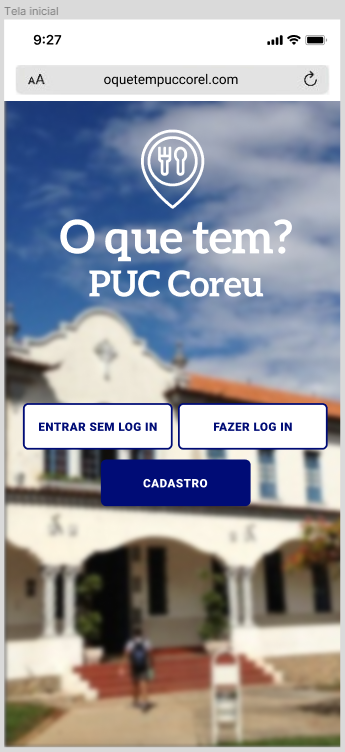 Tela inicial
9:27
AA
oquetempuccorel.com
O que tem?
PUC Coreu
ENTRAR SEM LOG IN
FAZER LOG IN
CADASTRO